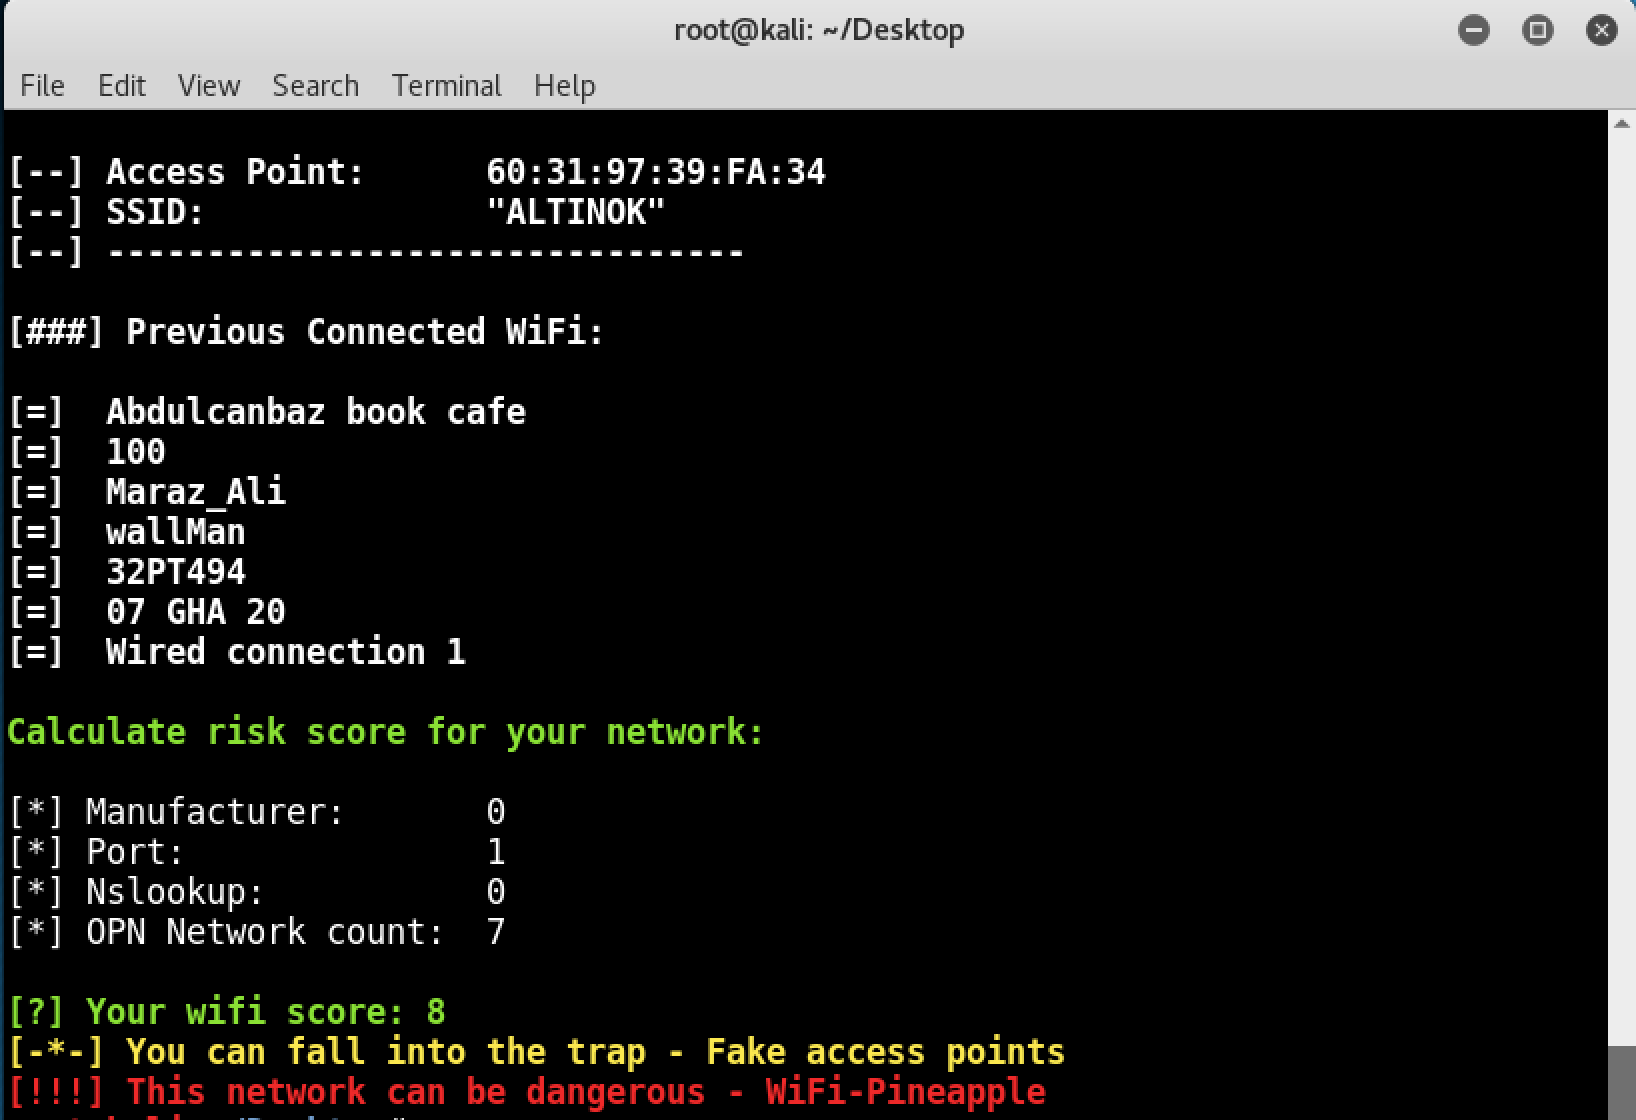 root@kali: ~/Desktop
File Edit View Search Terminal Help
[--] Access Point: 60:31:97:39:FA:34
[--] SSID: "ALTINOK"
[--] --------------------------------
[###] Previous Connected WiFi:
[=] Abdulcanbaz book cafe
[=] 100
[=] Maraz_Ali
[=] wallMan
[=] 32PT494
[=] 07 GHA 20
[=] Wired connection 1
Calculate risk score for your network:
[*] Manufacturer: 0
[*] Port: 1
[*] Nslookup: 0
[*] OPN Network count: 7
[?] Your wifi score: 8
[-*-] You can fall into the trap - Fake access points
[!!!] This network can be dangerous - WiFi-Pineapple